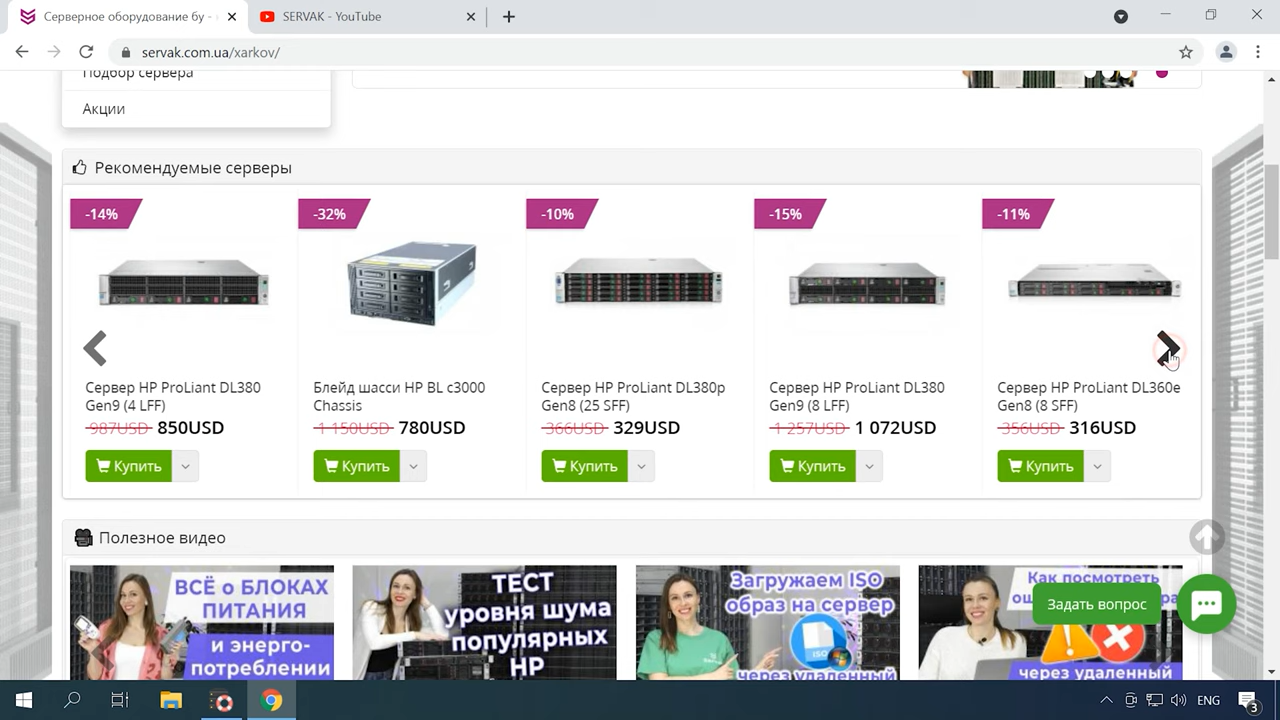 Серверное оборудование бу -
SERVAK - YouTube
servak.com.ua/xarkov/
Подбор сервера
Акции
Рекомендуемые серверы
-14%
-32%
-10%
-15%
-11%
Сервер HP ProLiant DL380
Gen9 (4 LFF)
987USD 850USD
Купить
Блейд шасси HP BL c3000
Chassis
1 150USD 780USD
Купить
Сервер HP ProLiant DL380p
Gen8 (25 SFF)
366USD 329USD
Купить
Сервер HP ProLiant DL380
Gen9 (8 LFF)
1 257USD 1 072USD
Купить
Сервер HP ProLiant DL360e
Gen8 (8 SFF)
356USD 316USD
Купить
Полезное видео
ВСЁ о БЛОКАХ
ПИТАНИЯ
и энерго-
потреблении
ТЕСТ
уровня шума
популярных
HP
Загружаем ISO
образ на сервер
через удаленный
Как посмотреть
через удаленный
Задать вопрос
ENG
3